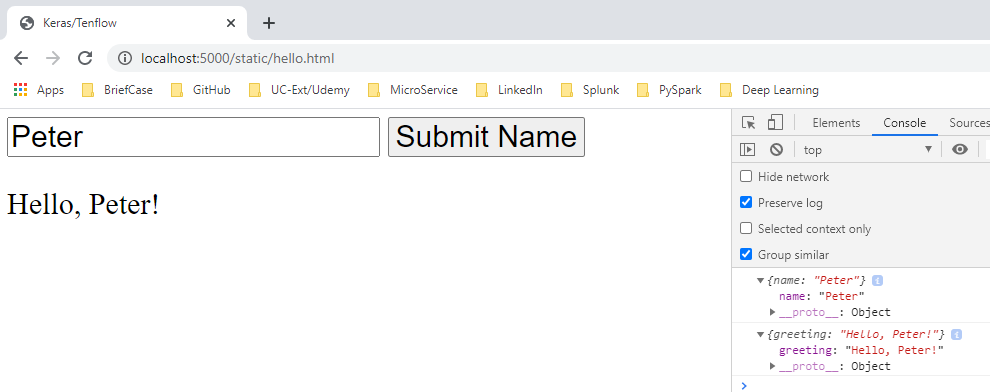 Keras/Tenflow
localhost:5000/static/hello.html
Apps BriefCase GitHub UC-Ext/Udemy MicroService LinkedIn Splunk PySpark Deep Learning
Peter Submit Name
Hello, Peter!
Elements Console Sources
top
Hide network
Preserve log
Selected context only
Group similar
{name: "Peter"}
name: "Peter"
__proto__: Object
{greeting: "Hello, Peter!"}
greeting: "Hello, Peter!"
__proto__: Object